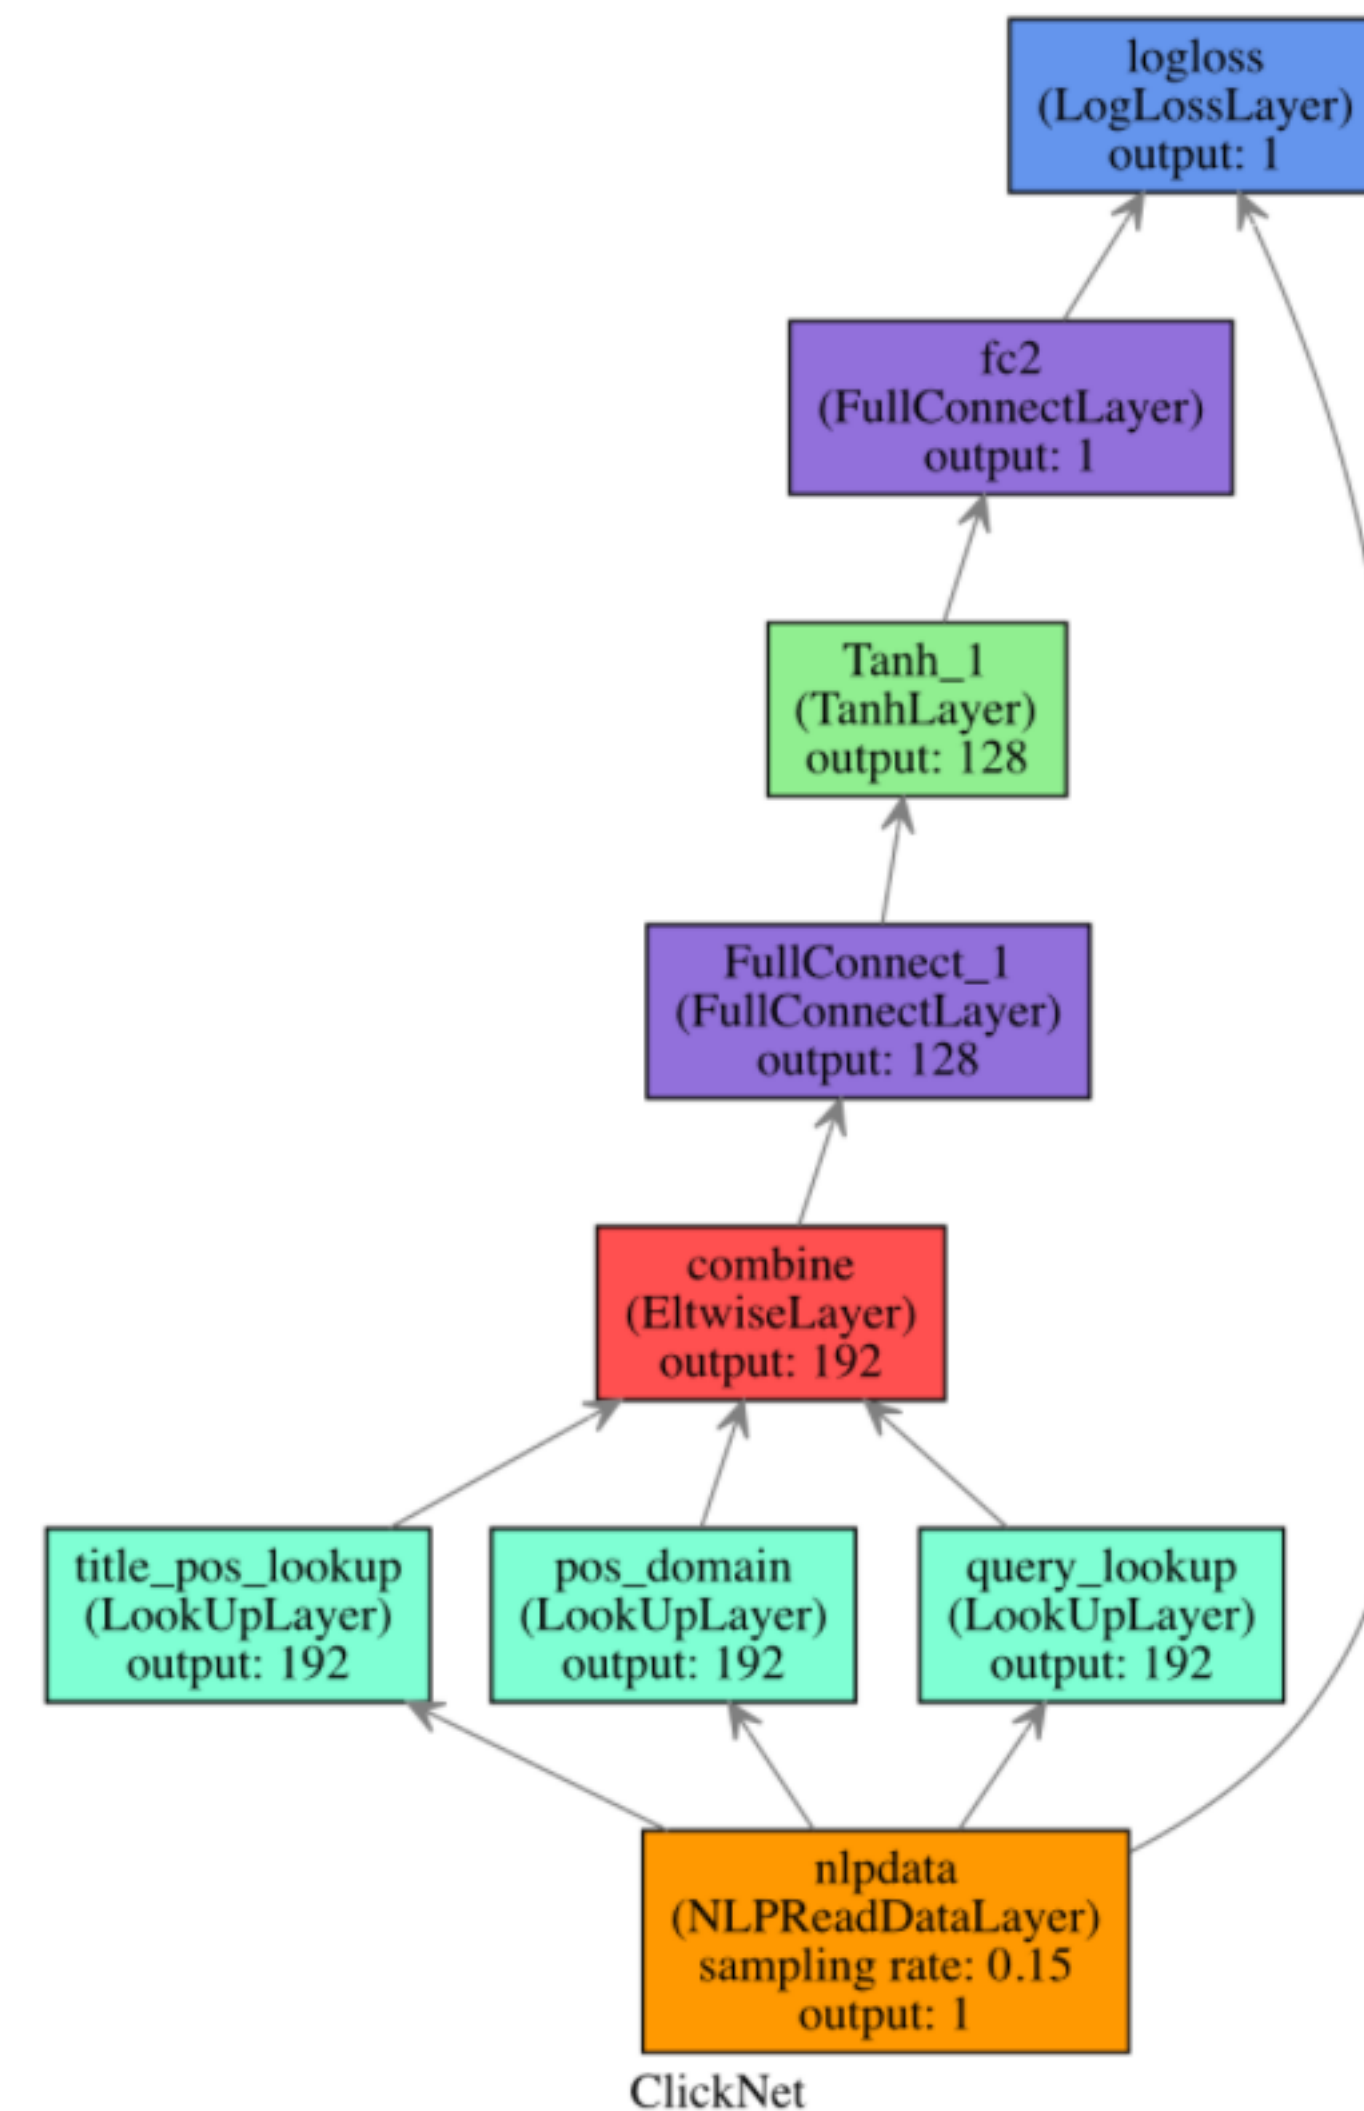 logloss
(LogLossLayer)
output: 1
fc2
(FullConnectLayer)
output: 1
Tanh_1
(TanhLayer)
output: 128
FullConnect_1
(FullConnectLayer)
output: 128
combine
(EltwiseLayer)
output: 192
title_pos_lookup
(LookUpLayer)
output: 192
pos_domain
(LookUpLayer)
output: 192
query_lookup
(LookUpLayer)
output: 192
nlpdata
(NLPReadDataLayer)
sampling rate: 0.15
output: 1
ClickNet